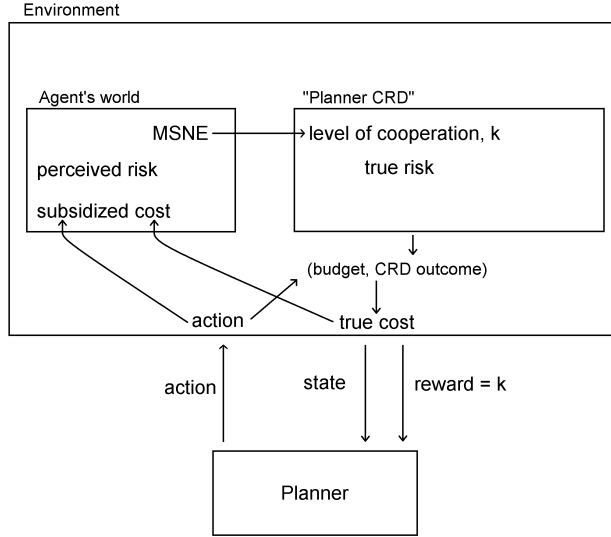 Environment
Agent's world
"Planner CRD"
MSNE
level of cooperation, k
perceived risk
true risk
subsidized cost
(budget, CRD outcome)
action
true cost
action
state
reward = k
Planner